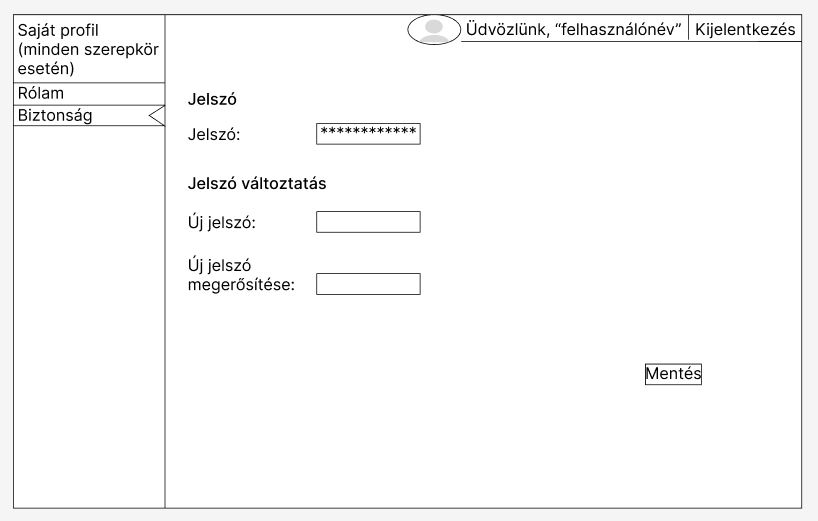 Saját profil
(minden szerepkör
esetén)
Üdvözlünk, “felhasználónév”
Kijelentkezés
Rólam
Biztonság
Jelszó
Jelszó:
************
Jelszó változtatás
Új jelszó:
Új jelszó
megerősítése:
Mentés